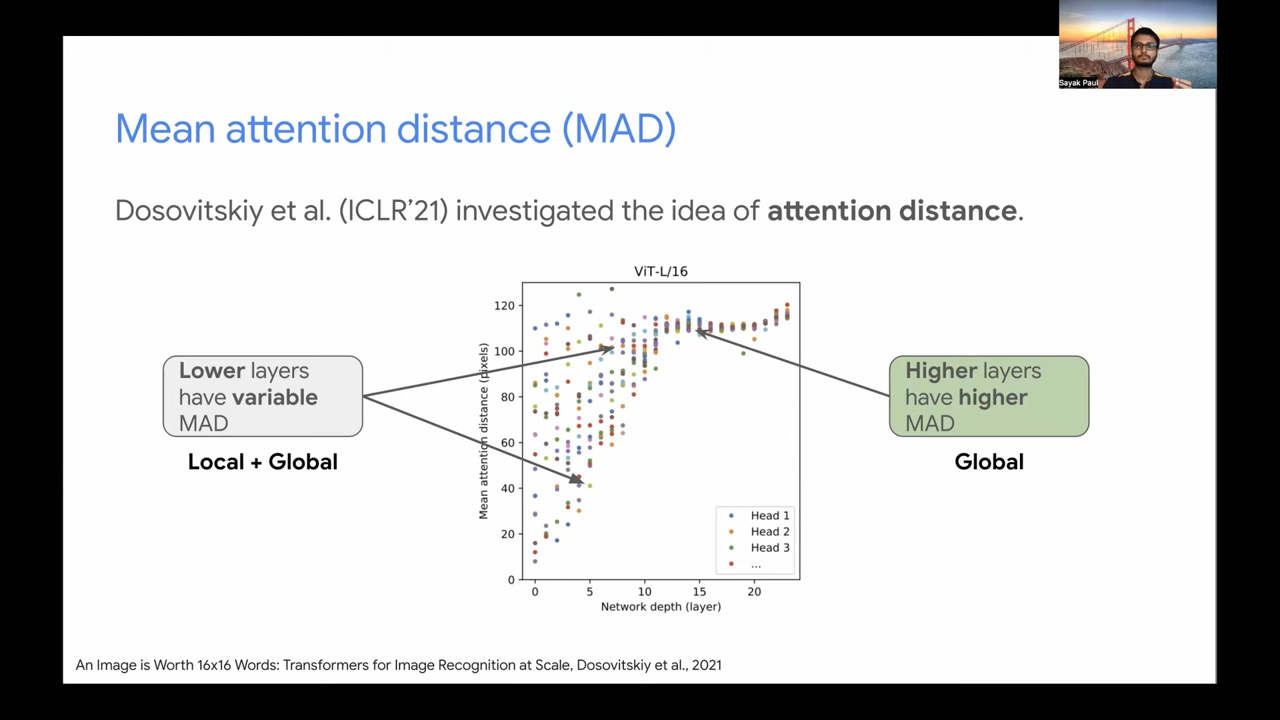 Sayak Paul
Mean attention distance (MAD)
Dosovitskiy et al. (ICLR'21) investigated the idea of attention distance.
ViT-L/16
Mean attention distance (pixels)
120
100
80
60
40
20
0
0 5 10 15 20
Network depth (layer)
Head 1
Head 2
Head 3
...
Lower layers
have variable
MAD
Local + Global
Higher layers
have higher
MAD
Global
An Image is Worth 16x16 Words: Transformers for Image Recognition at Scale, Dosovitskiy et al., 2021